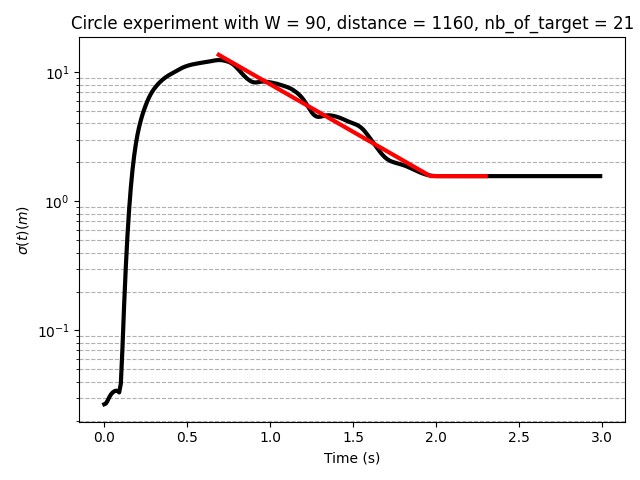 Circle experiment with W = 90, distance = 1160, nb_of_target = 21
10¹
10⁰
10⁻¹
σ(t)(m)
0.0 0.5 1.0 1.5 2.0 2.5 3.0
Time (s)